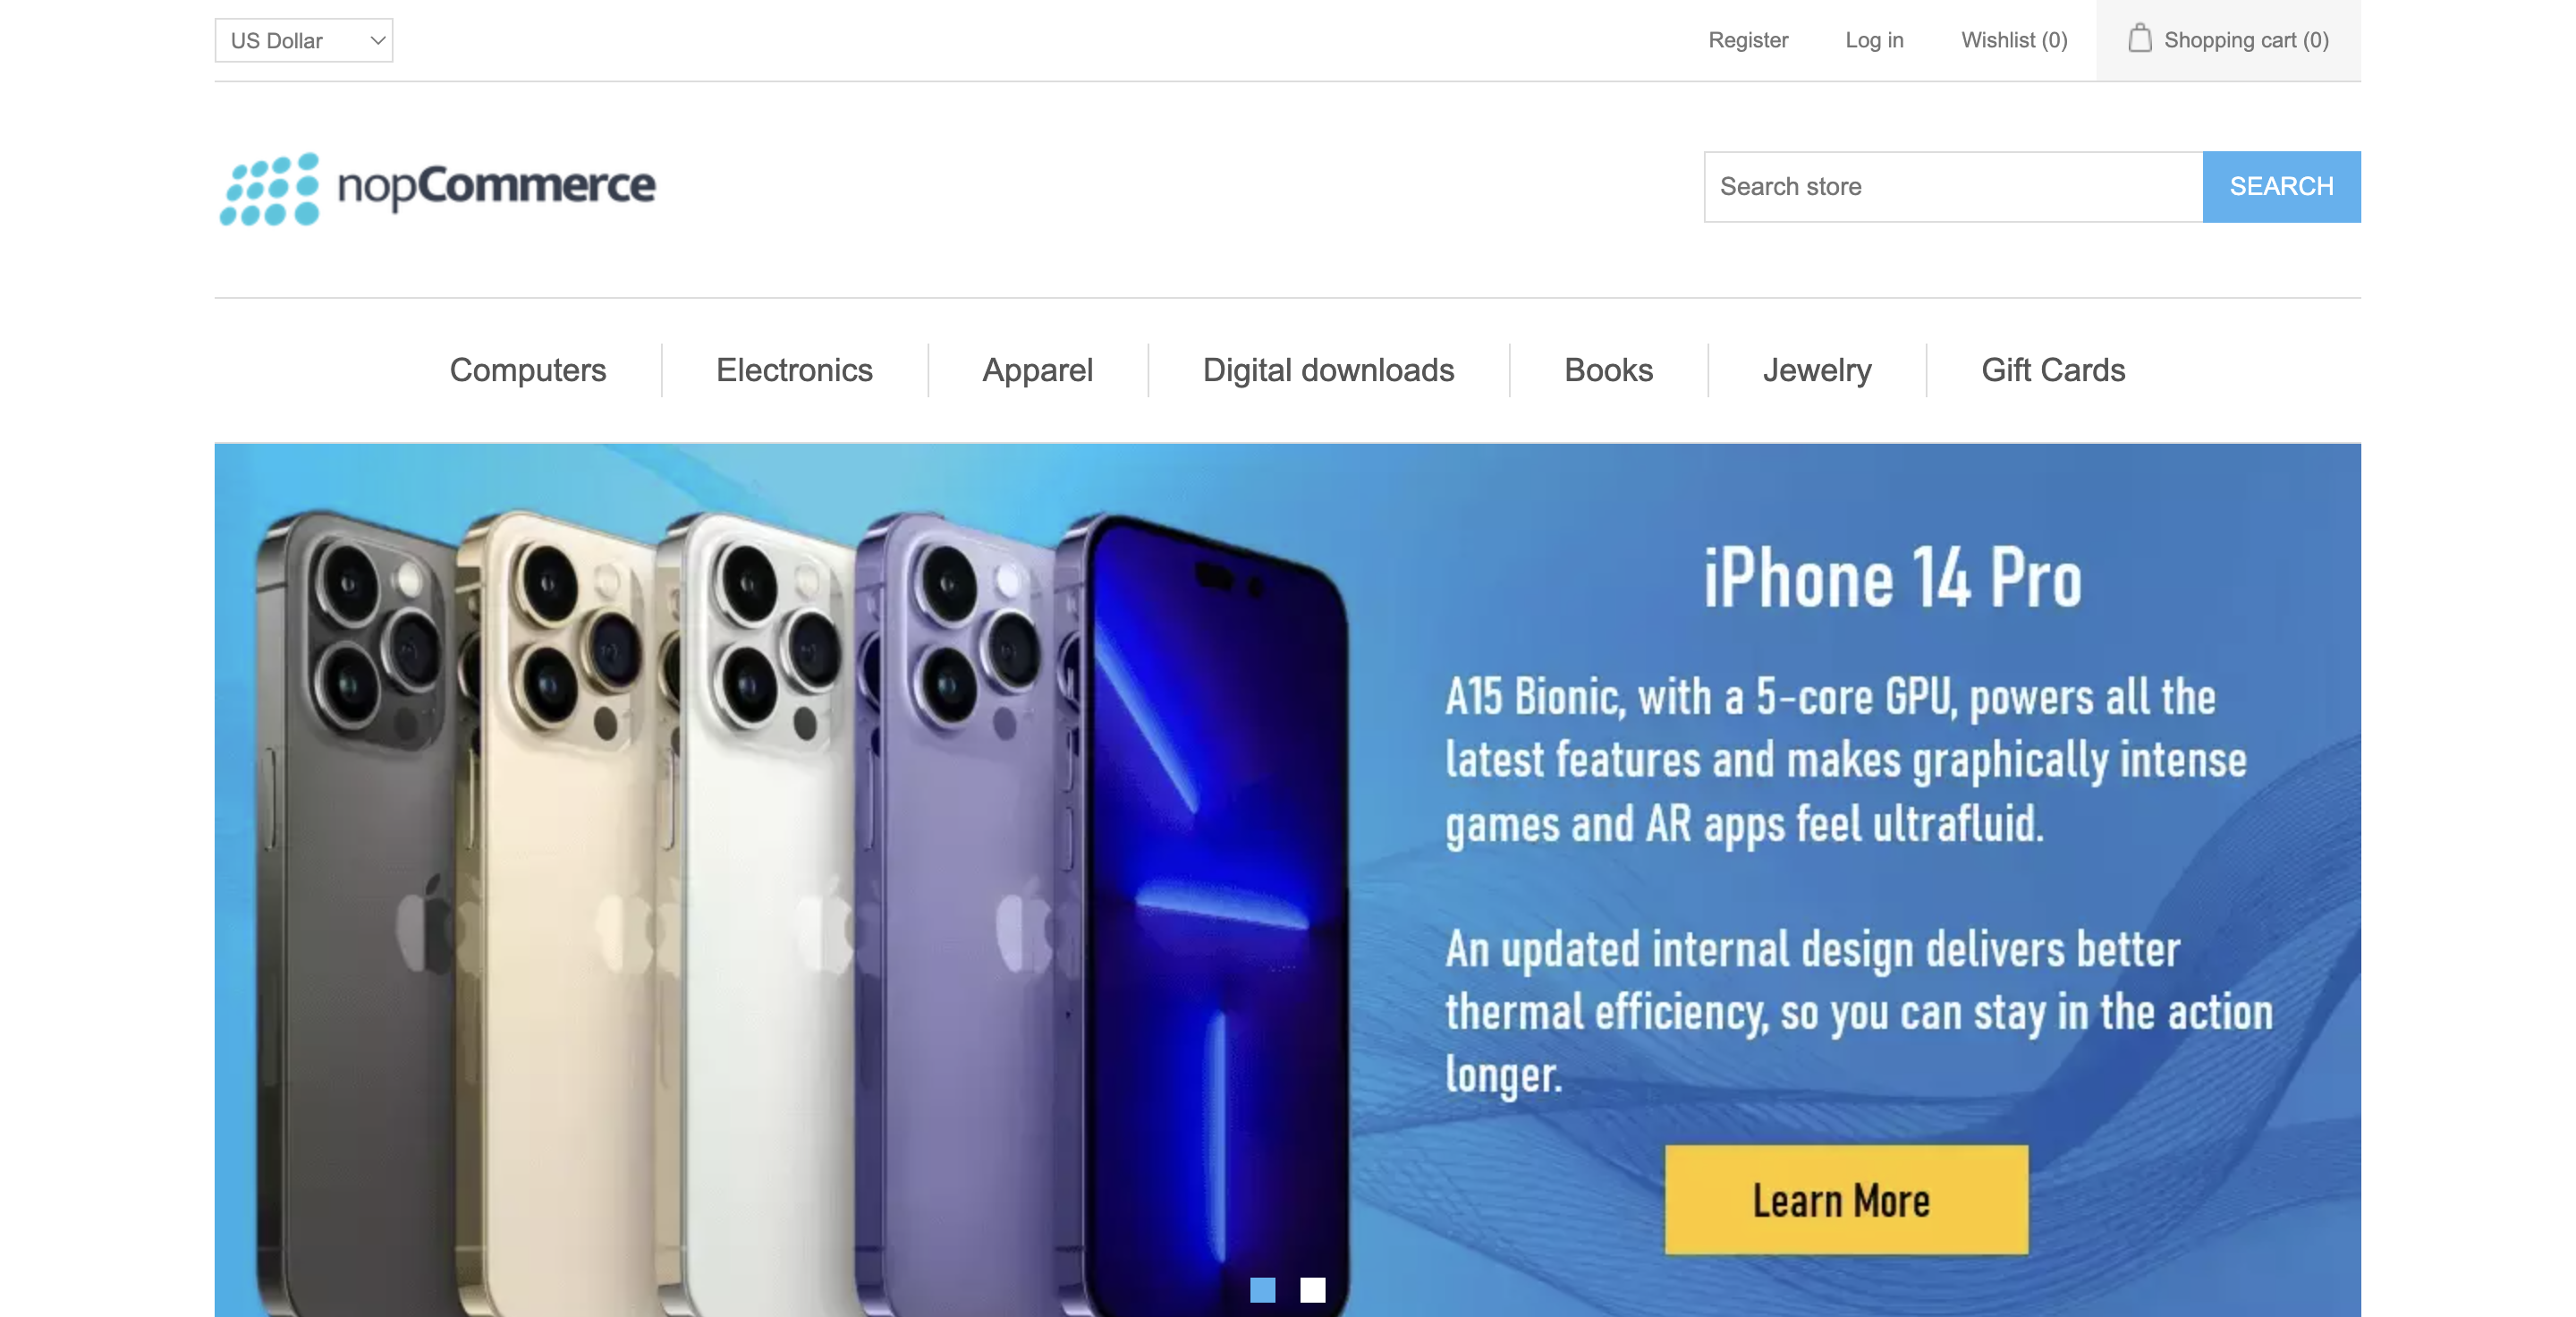 US Dollar
Register
Log in
Wishlist (0)
Shopping cart (0)
nopCommerce
Search store
SEARCH
Computers
Electronics
Apparel
Digital downloads
Books
Jewelry
Gift Cards
iPhone 14 Pro
A15 Bionic, with a 5-core GPU, powers all the
latest features and makes graphically intense
games and AR apps feel ultrafluid.
An updated internal design delivers better
thermal efficiency, so you can stay in the action
longer.
Learn More